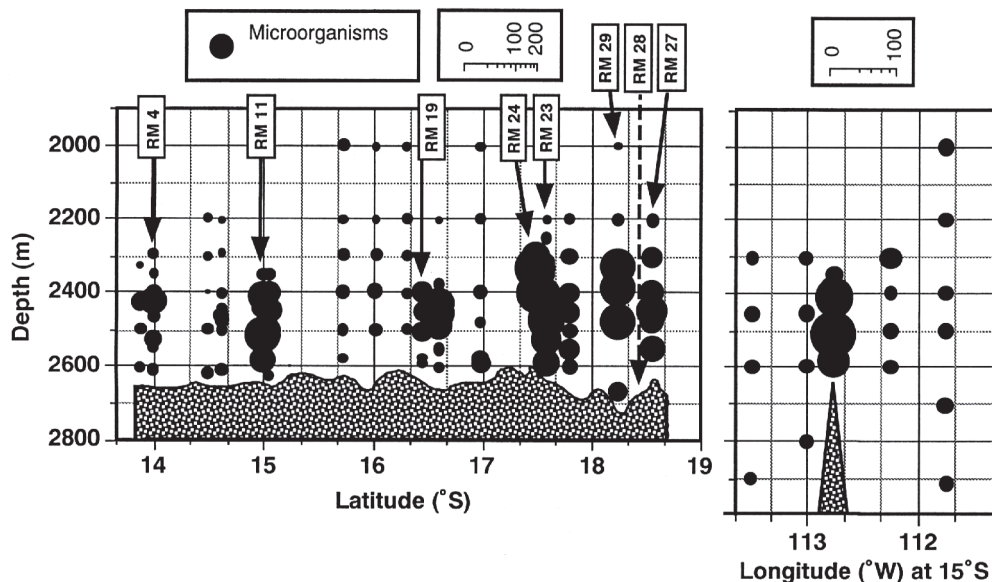 Microorganisms
0 100 200
0 100
RM 4
RM 11
RM 19
RM 24
RM 23
RM 29
RM 28
RM 27
Depth (m)
2000
2200
2400
2600
2800
14 15 16 17 18 19
Latitude (˚S)
113 112
Longitude (˚W) at 15˚S